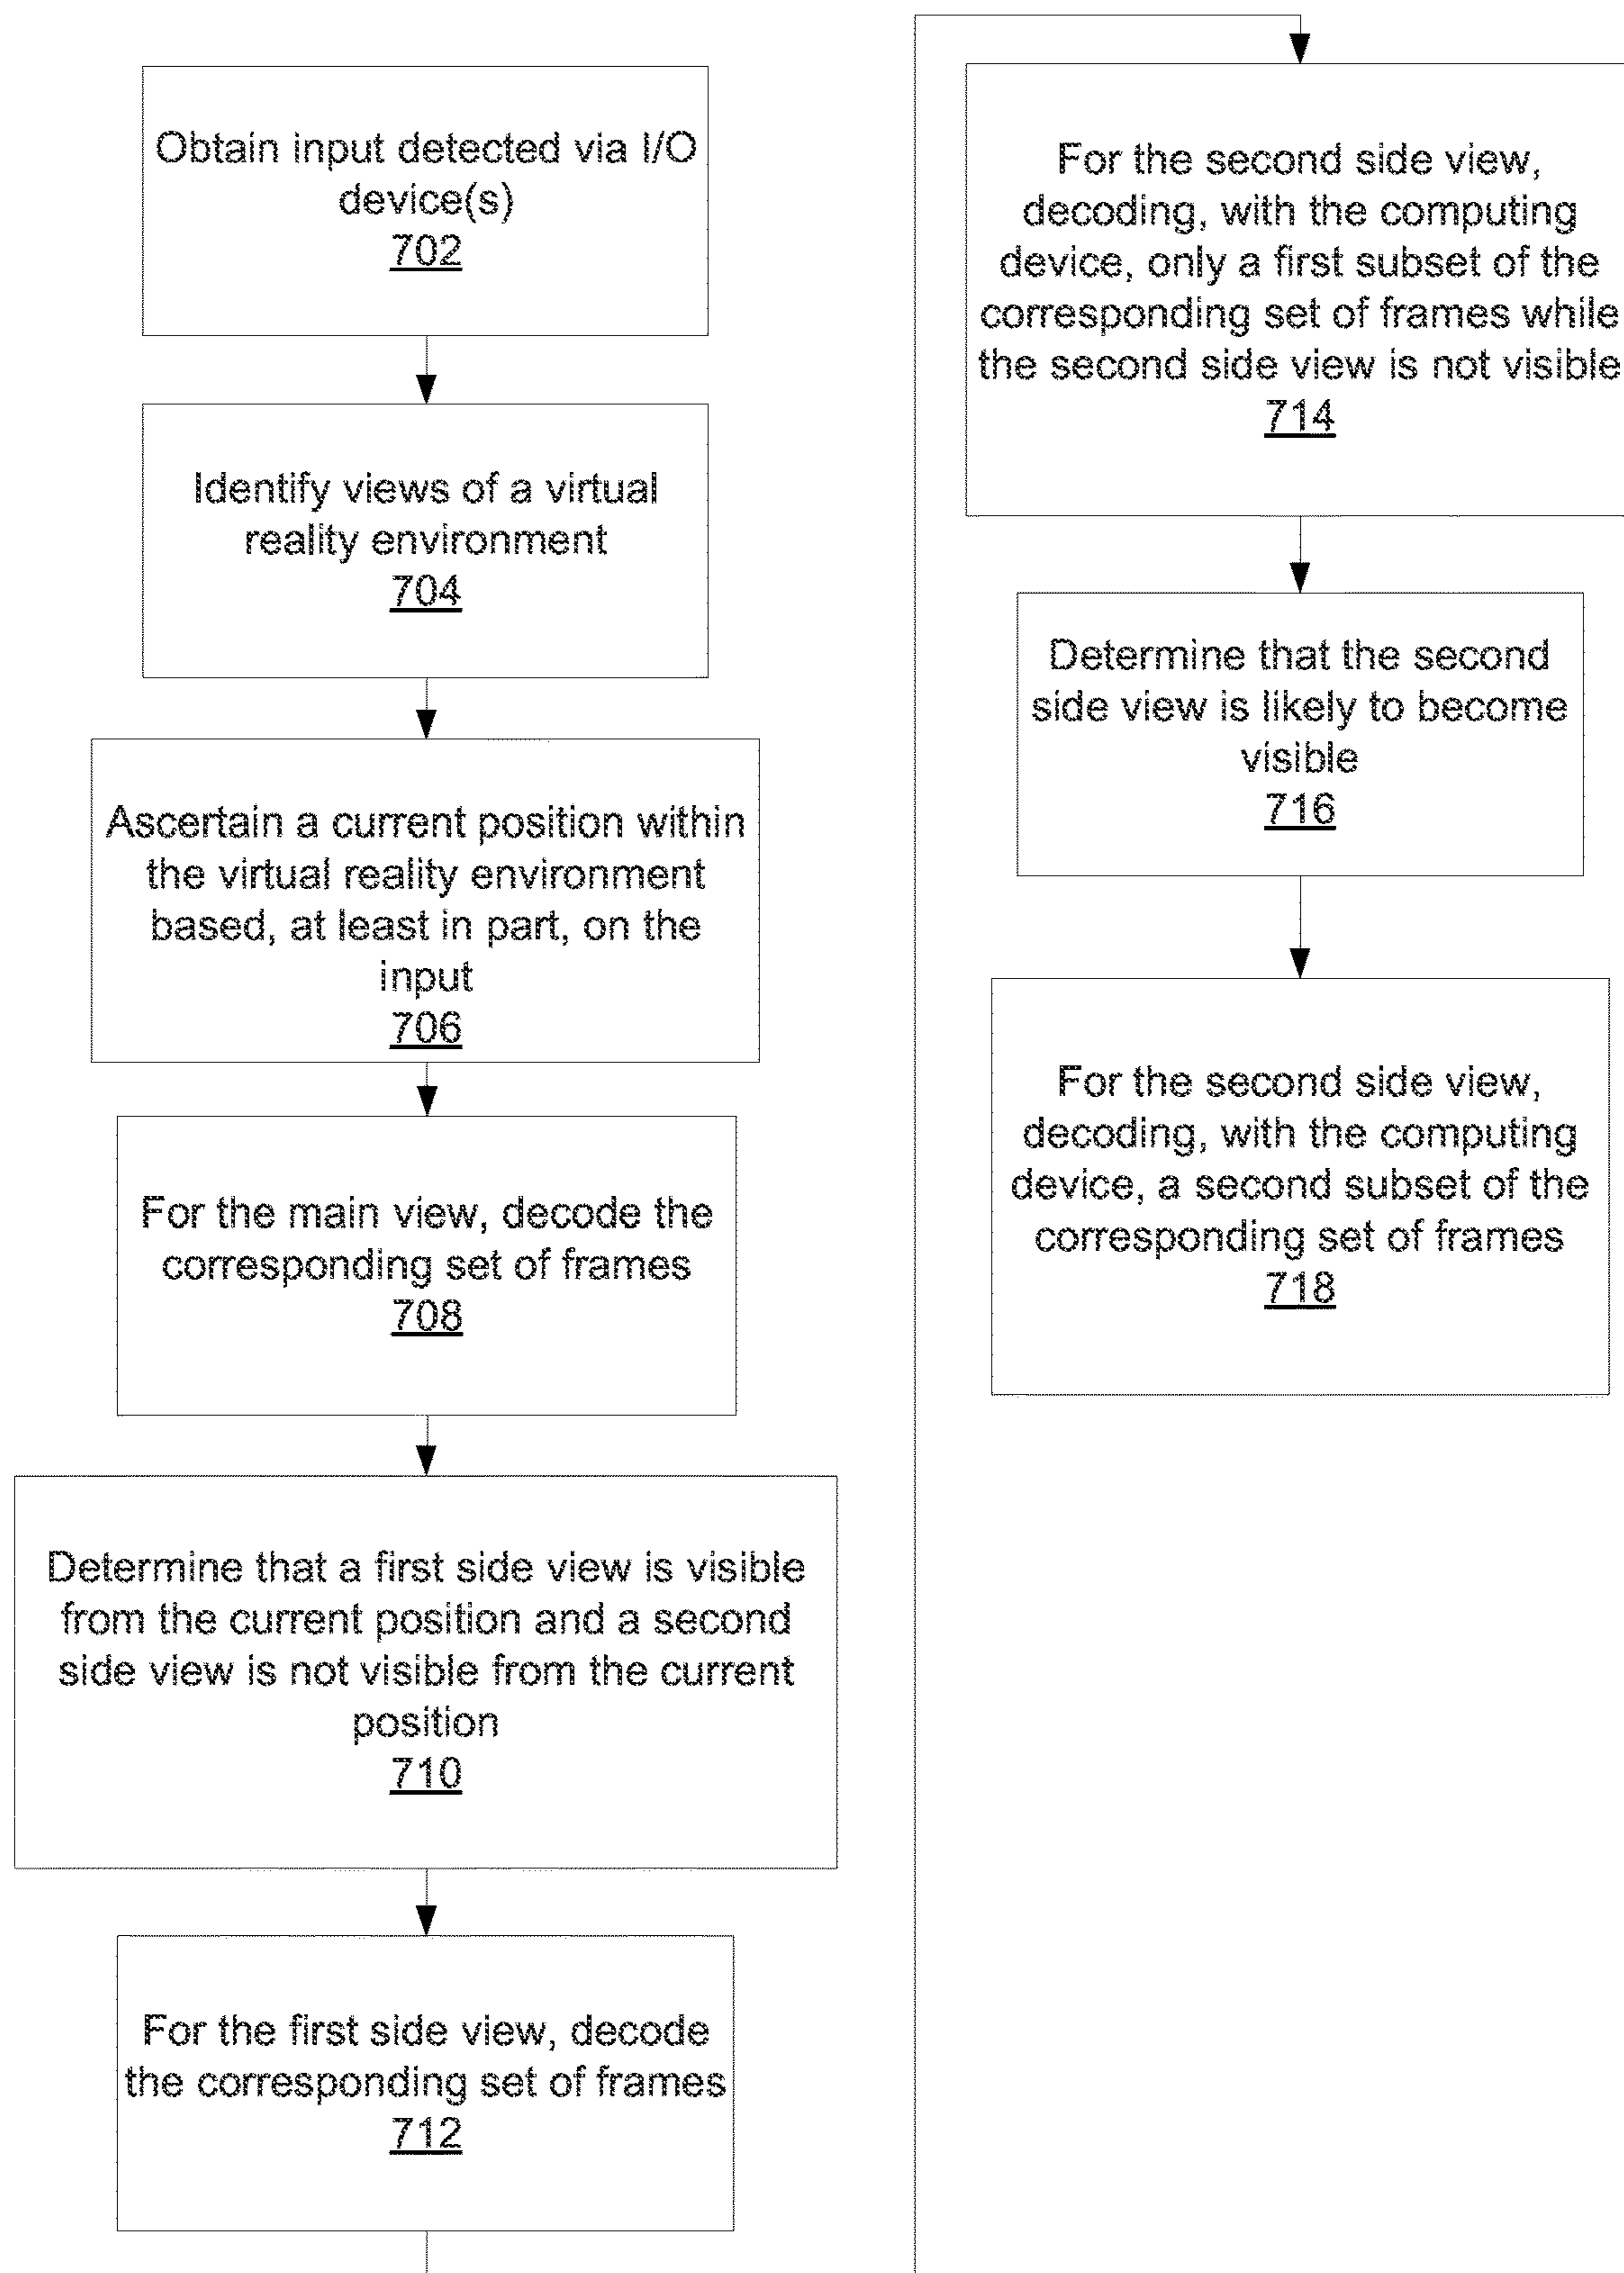 Obtain input detected via I/O
device(s)
702
Identify views of a virtual
reality environment
704
Ascertain a current position within
the virtual reality environment
based, at least in part, on the
input
706
For the main view, decode the
corresponding set of frames
708
Determine that a first side view is visible
from the current position and a second
side view is not visible from the current
position
710
For the first side view, decode
the corresponding set of frames
712
For the second side view,
decoding, with the computing
device, only a first subset of the
corresponding set of frames while
the second side view is not visible
714
Determine that the second
side view is likely to become
visible
716
For the second side view,
decoding, with the computing
device, a second subset of the
corresponding set of frames
718